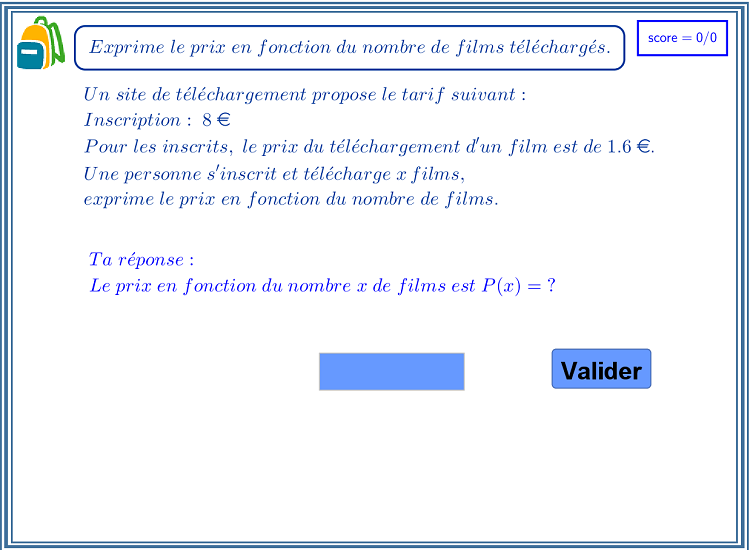 Exprime le prix en fonction du nombre de films téléchargés.
score = 0/0
Un site de téléchargement propose le tarif suivant :
Inscription : 8 €
Pour les inscrits, le prix du téléchargement d'un film est de 1.6 €.
Une personne s'inscrit et télécharge x films,
exprime le prix en fonction du nombre de films.
Ta réponse :
Le prix en fonction du nombre x de films est P(x) = ?
Valider